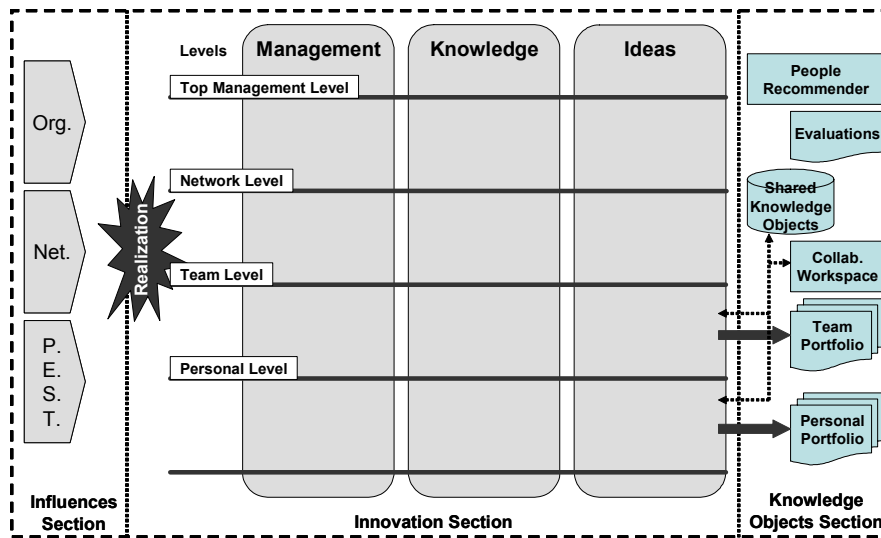 Levels
Management
Knowledge
Ideas
Top Management Level
Network Level
Team Level
Personal Level
Org.
Net.
P.
E.
S.
T.
Realization
People
Recommender
Evaluations
Shared
Knowledge
Objects
Collab.
Workspace
Team
Portfolio
Personal
Portfolio
Influences
Section
Innovation Section
Knowledge
Objects Section